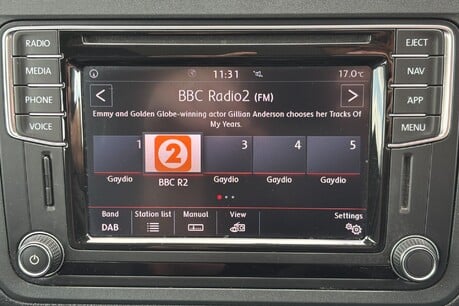 RADIO
EJECT
MEDIA
NAV
PHONE
APP
VOICE
MENU
11:31
17.0°C
BBC Radio2 (FM)
Emmy and Golden Globe-winning actor Gillian Anderson chooses her Tracks Of
My Years.
1
2
3
4
5
Gaydio
BBC R2
Gaydio
Gaydio
Gaydio
Band
Station list
Manual
View
Settings
DAB